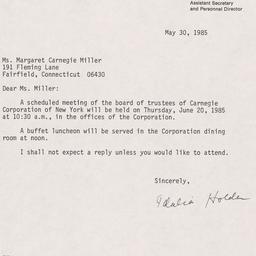 Assistant Secretary
and Personnel Director
May 30, 1985
Ms. Margaret Carnegie Miller
191 Fleming Lane
Fairfield, Connecticut 06430
Dear Ms. Miller:
A scheduled meeting of the board of trustees of Carnegie
Corporation of New York will be held on Thursday, June 20, 1985
at 10:30 a.m., in the offices of the Corporation.
A buffet luncheon will be served in the Corporation dining
room at noon.
I shall not expect a reply unless you would like to attend.
Sincerely,
Idalia Holder